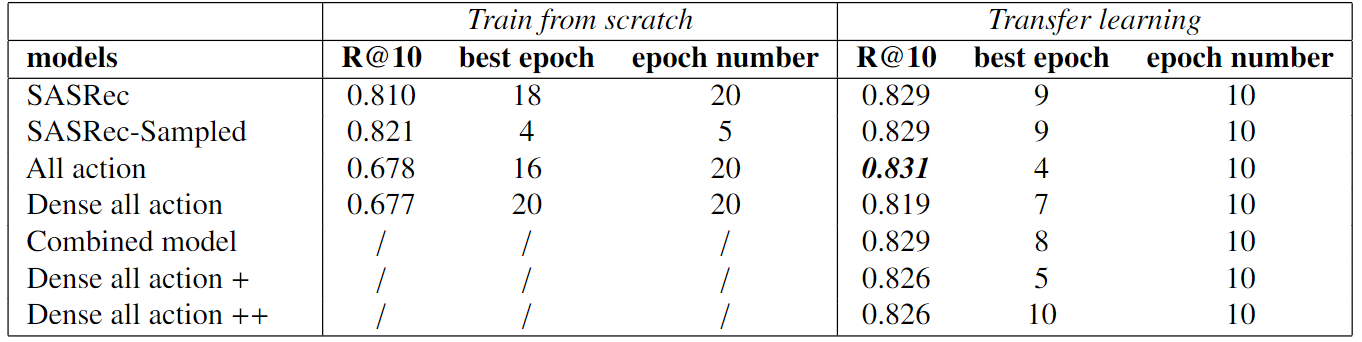 Train from scratch Transfer learning
models R@10 best epoch epoch number R@10 best epoch epoch number
SASRec 0.810 18 20 0.829 9 10
SASRec-Sampled 0.821 4 5 0.829 9 10
All action 0.678 16 20 0.831 4 10
Dense all action 0.677 20 20 0.819 7 10
Combined model / / / 0.829 8 10
Dense all action + / / / 0.826 5 10
Dense all action ++ / / / 0.826 10 10